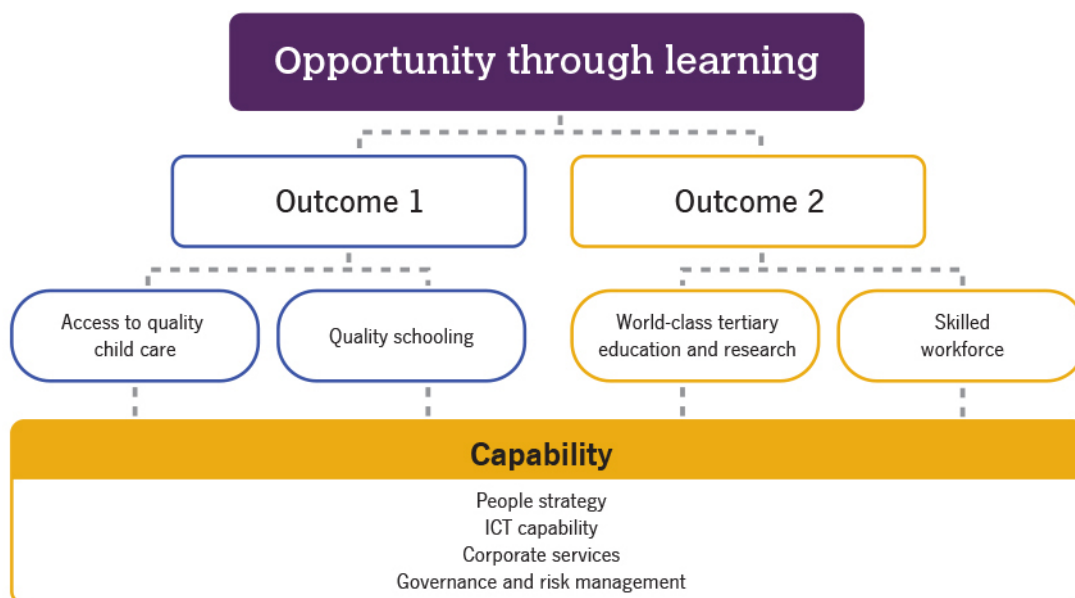 Opportunity through learning
Outcome 1
Outcome 2
Access to quality
child care
Quality schooling
World-class tertiary
education and research
Skilled
workforce
Capability
People strategy
ICT capability
Corporate services
Governance and risk management